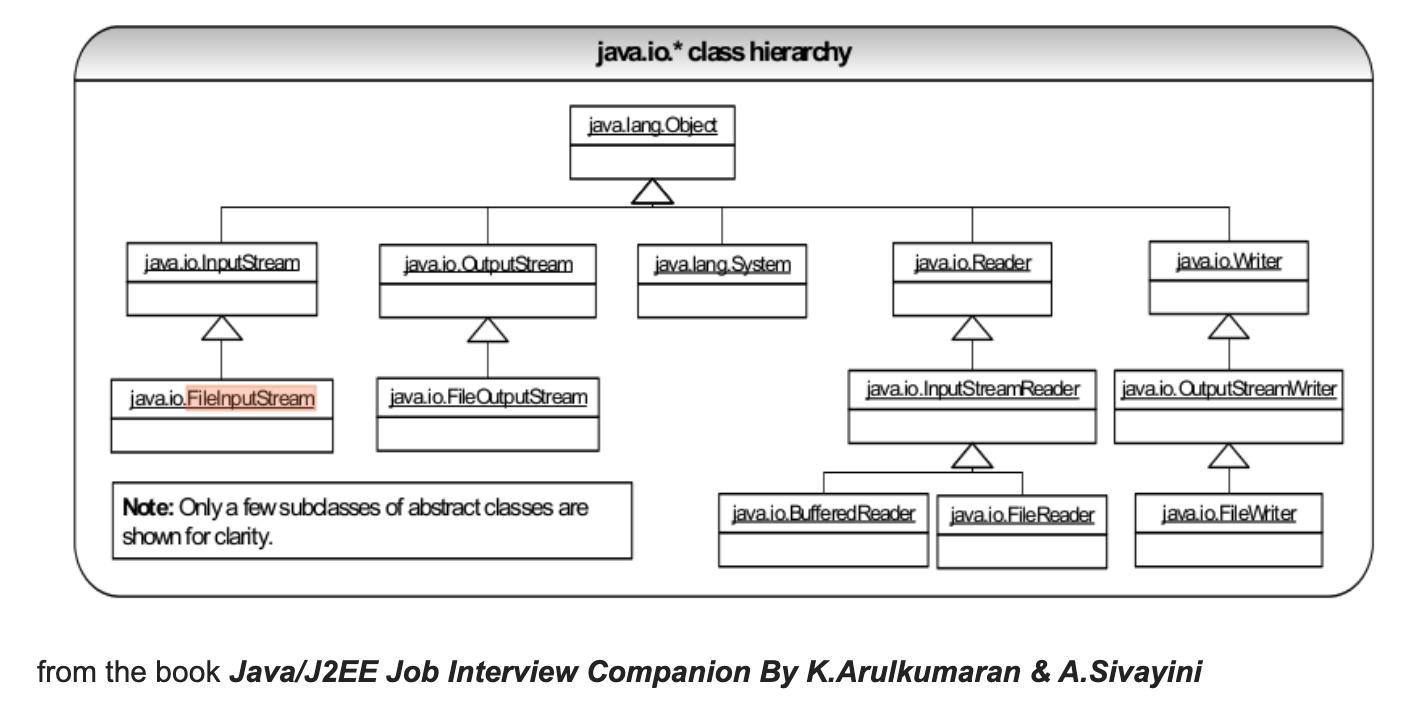 java.io.* class hierarchy
java.lang.Object
java.io.InputStream
java.io.OutputStream
java.lang.System
java.io.Reader
java.io.Writer
java.io.FileInputStream
java.io.FileOutputStream
java.io.InputStreamReader
java.io.OutputStreamWriter
Note: Only a few subclasses of abstract classes are
shown for clarity.
java.io.BufferedReader
java.io.FileReader
java.io.FileWriter
from the book Java/J2EE Job Interview Companion By K.Arulkumaran & A.Sivayini